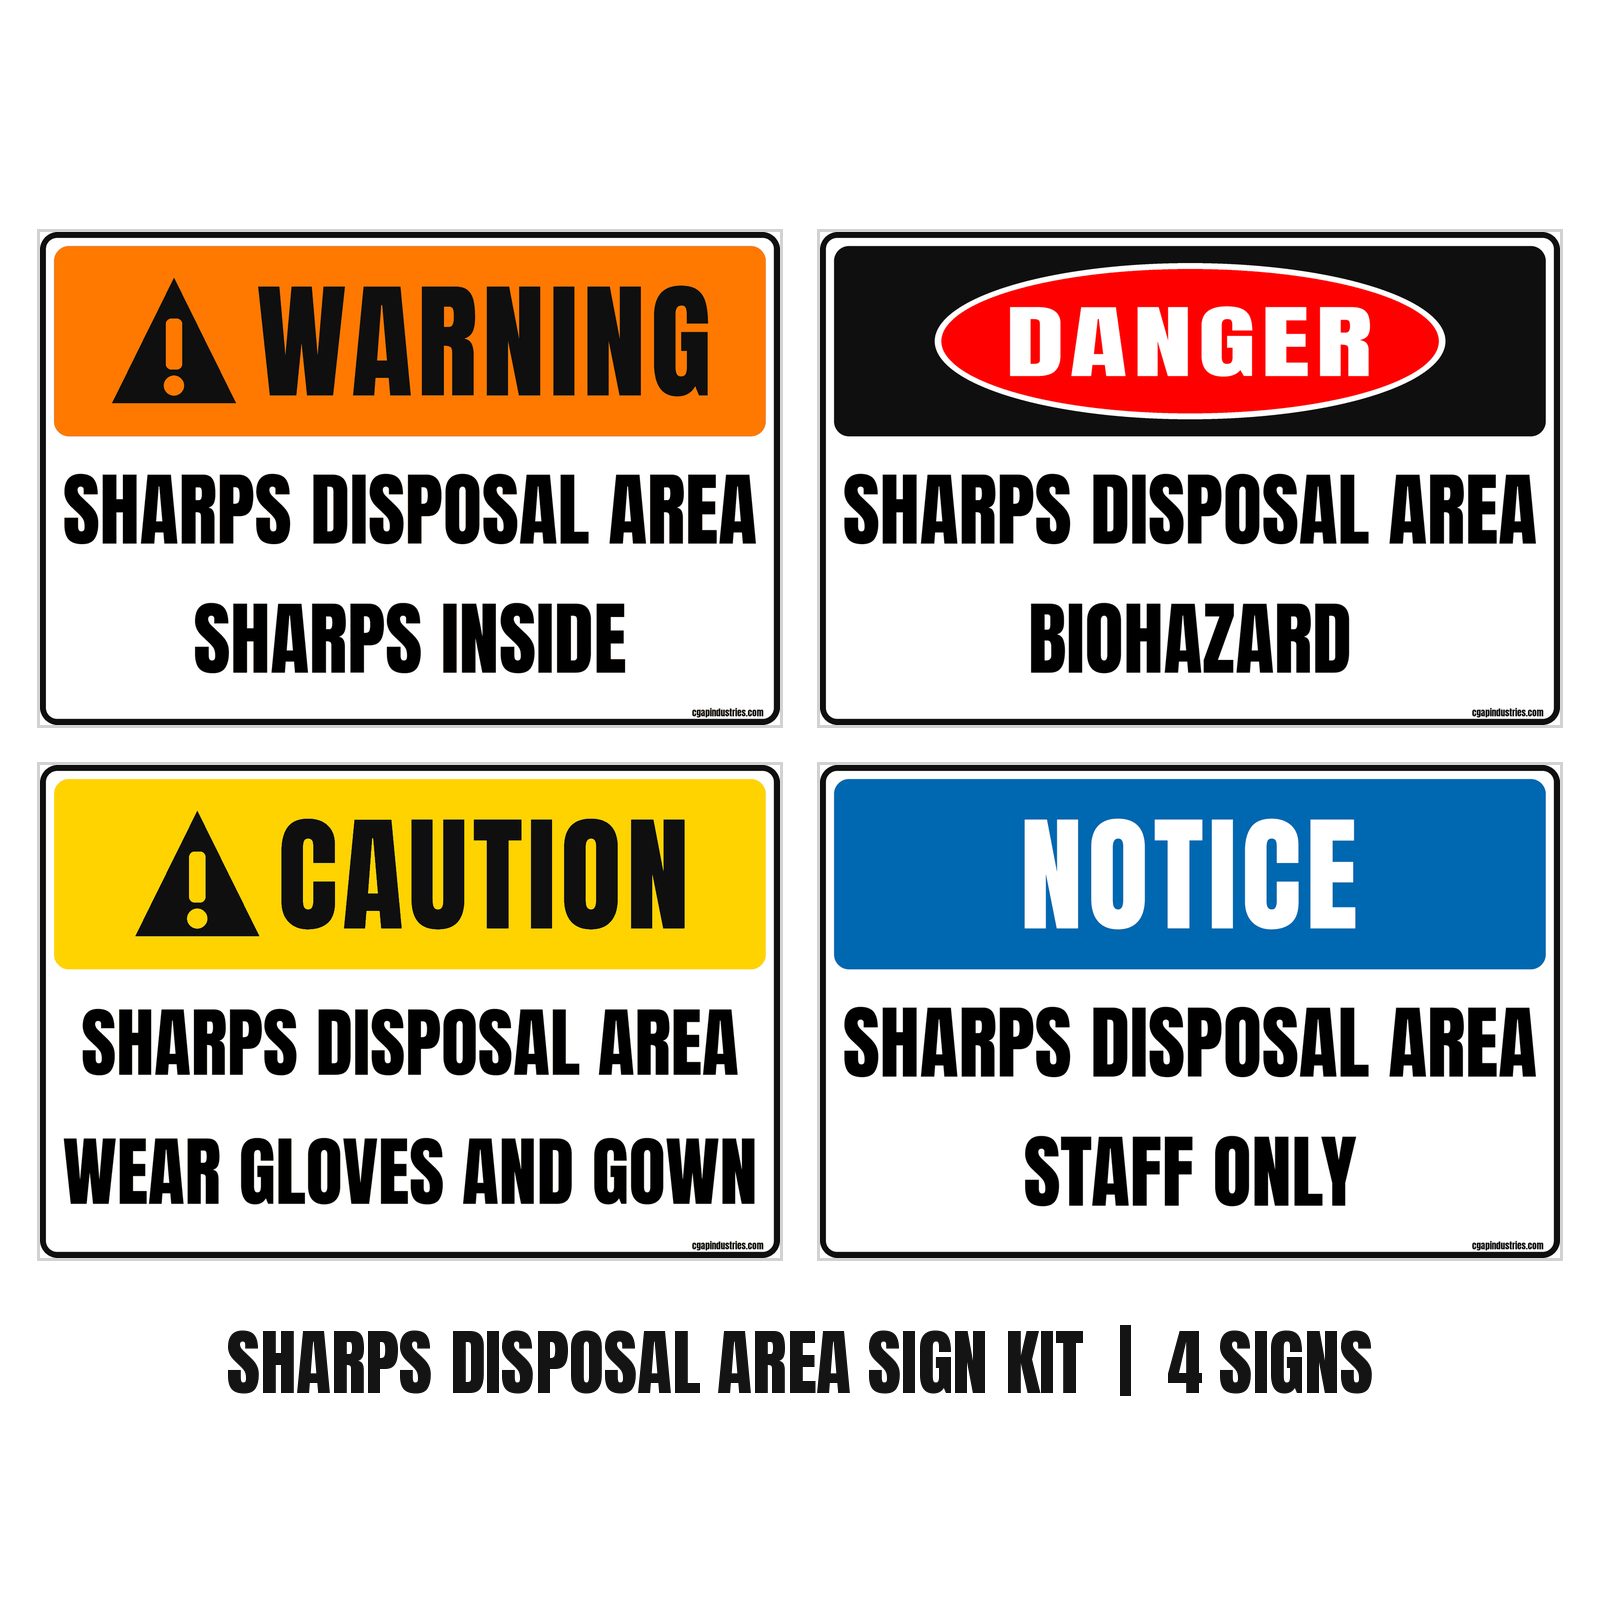 WARNING
SHARPS DISPOSAL AREA
SHARPS INSIDE
cgapindustries.com
DANGER
SHARPS DISPOSAL AREA
BIOHAZARD
cgapindustries.com
CAUTION
SHARPS DISPOSAL AREA
WEAR GLOVES AND GOWN
cgapindustries.com
NOTICE
SHARPS DISPOSAL AREA
STAFF ONLY
cgapindustries.com
SHARPS DISPOSAL AREA SIGN KIT | 4 SIGNS